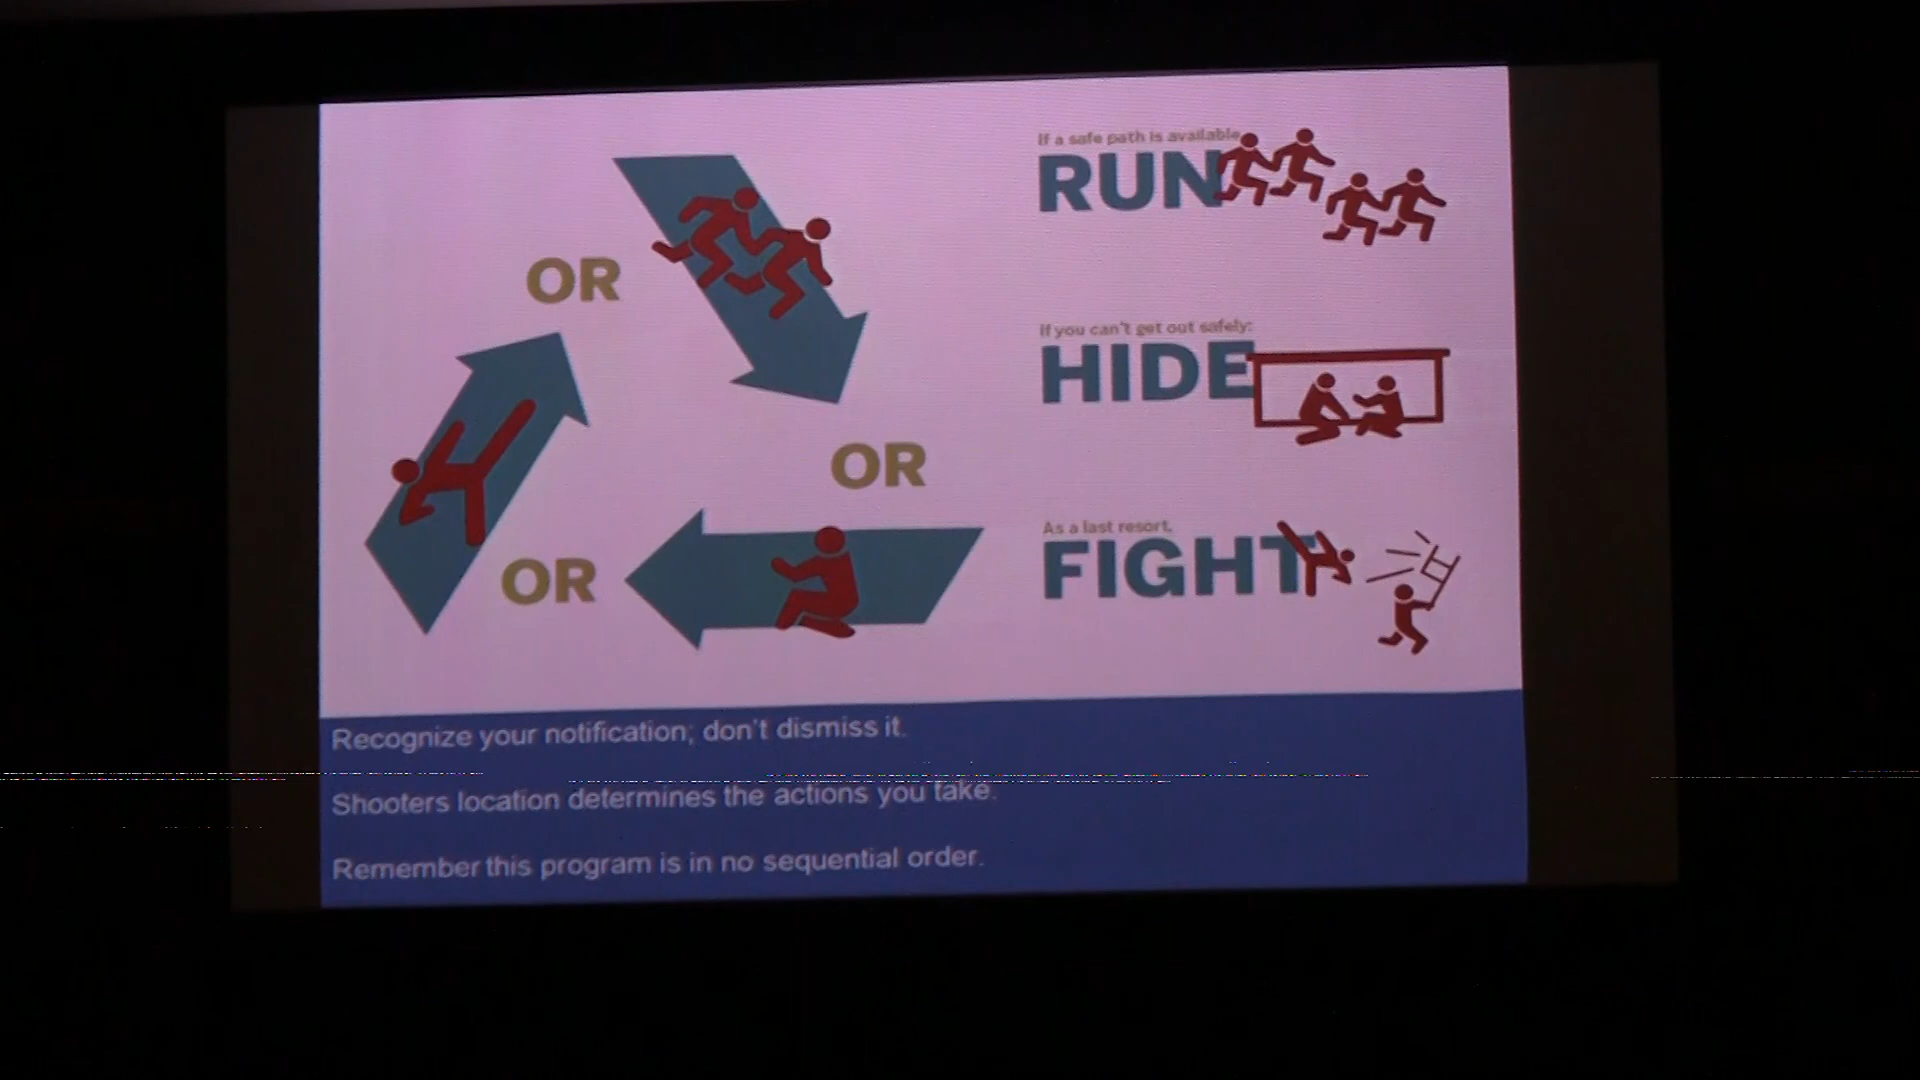 OR
OR
OR
If a safe path is available
RUN
If you can't get out safely:
HIDE
As a last resort,
FIGHT
Recognize your notification; don't dismiss it.
Shooters location determines the actions you take.
Remember this program is in no sequential order.